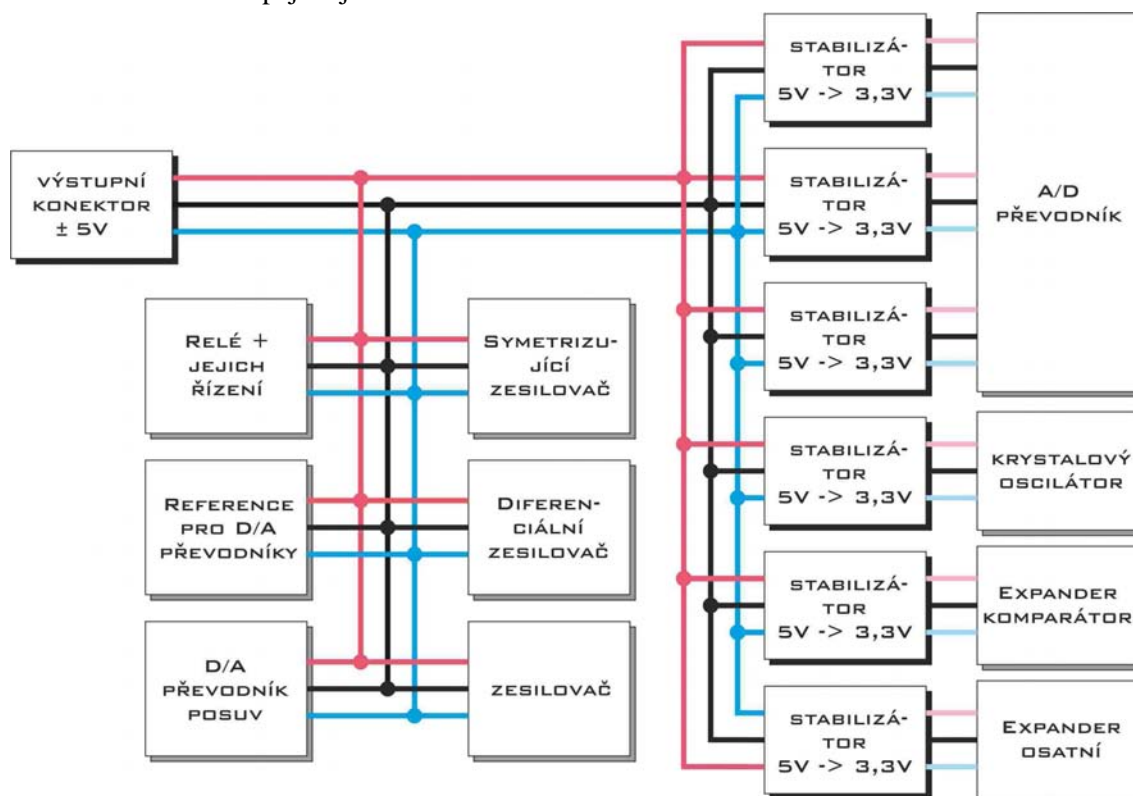 STABILIZÁ-
TOR
5V -> 3,3V
VÝSTUPNÍ
KONEKTOR
± 5V
STABILIZÁ-
TOR
5V -> 3,3V
A/D
PŘEVODNÍK
STABILIZÁ-
TOR
5V -> 3,3V
RELÉ +
JEJICH
ŘÍZENÍ
SYMETRIZU-
JÍCÍ
ZESILOVAČ
STABILIZÁ-
TOR
5V -> 3,3V
KRYSTALOVÝ
OSCILÁTOR
REFERENCE
PRO D/A
PŘEVODNÍKY
DIFEREN-
CIÁLNÍ
ZESILOVAČ
STABILIZÁ-
TOR
5V -> 3,3V
EXPANDER
KOMPARÁTOR
D/A
PŘEVODNÍK
POSUV
ZESILOVAČ
STABILIZÁ-
TOR
5V -> 3,3V
EXPANDER
OSATNÍ